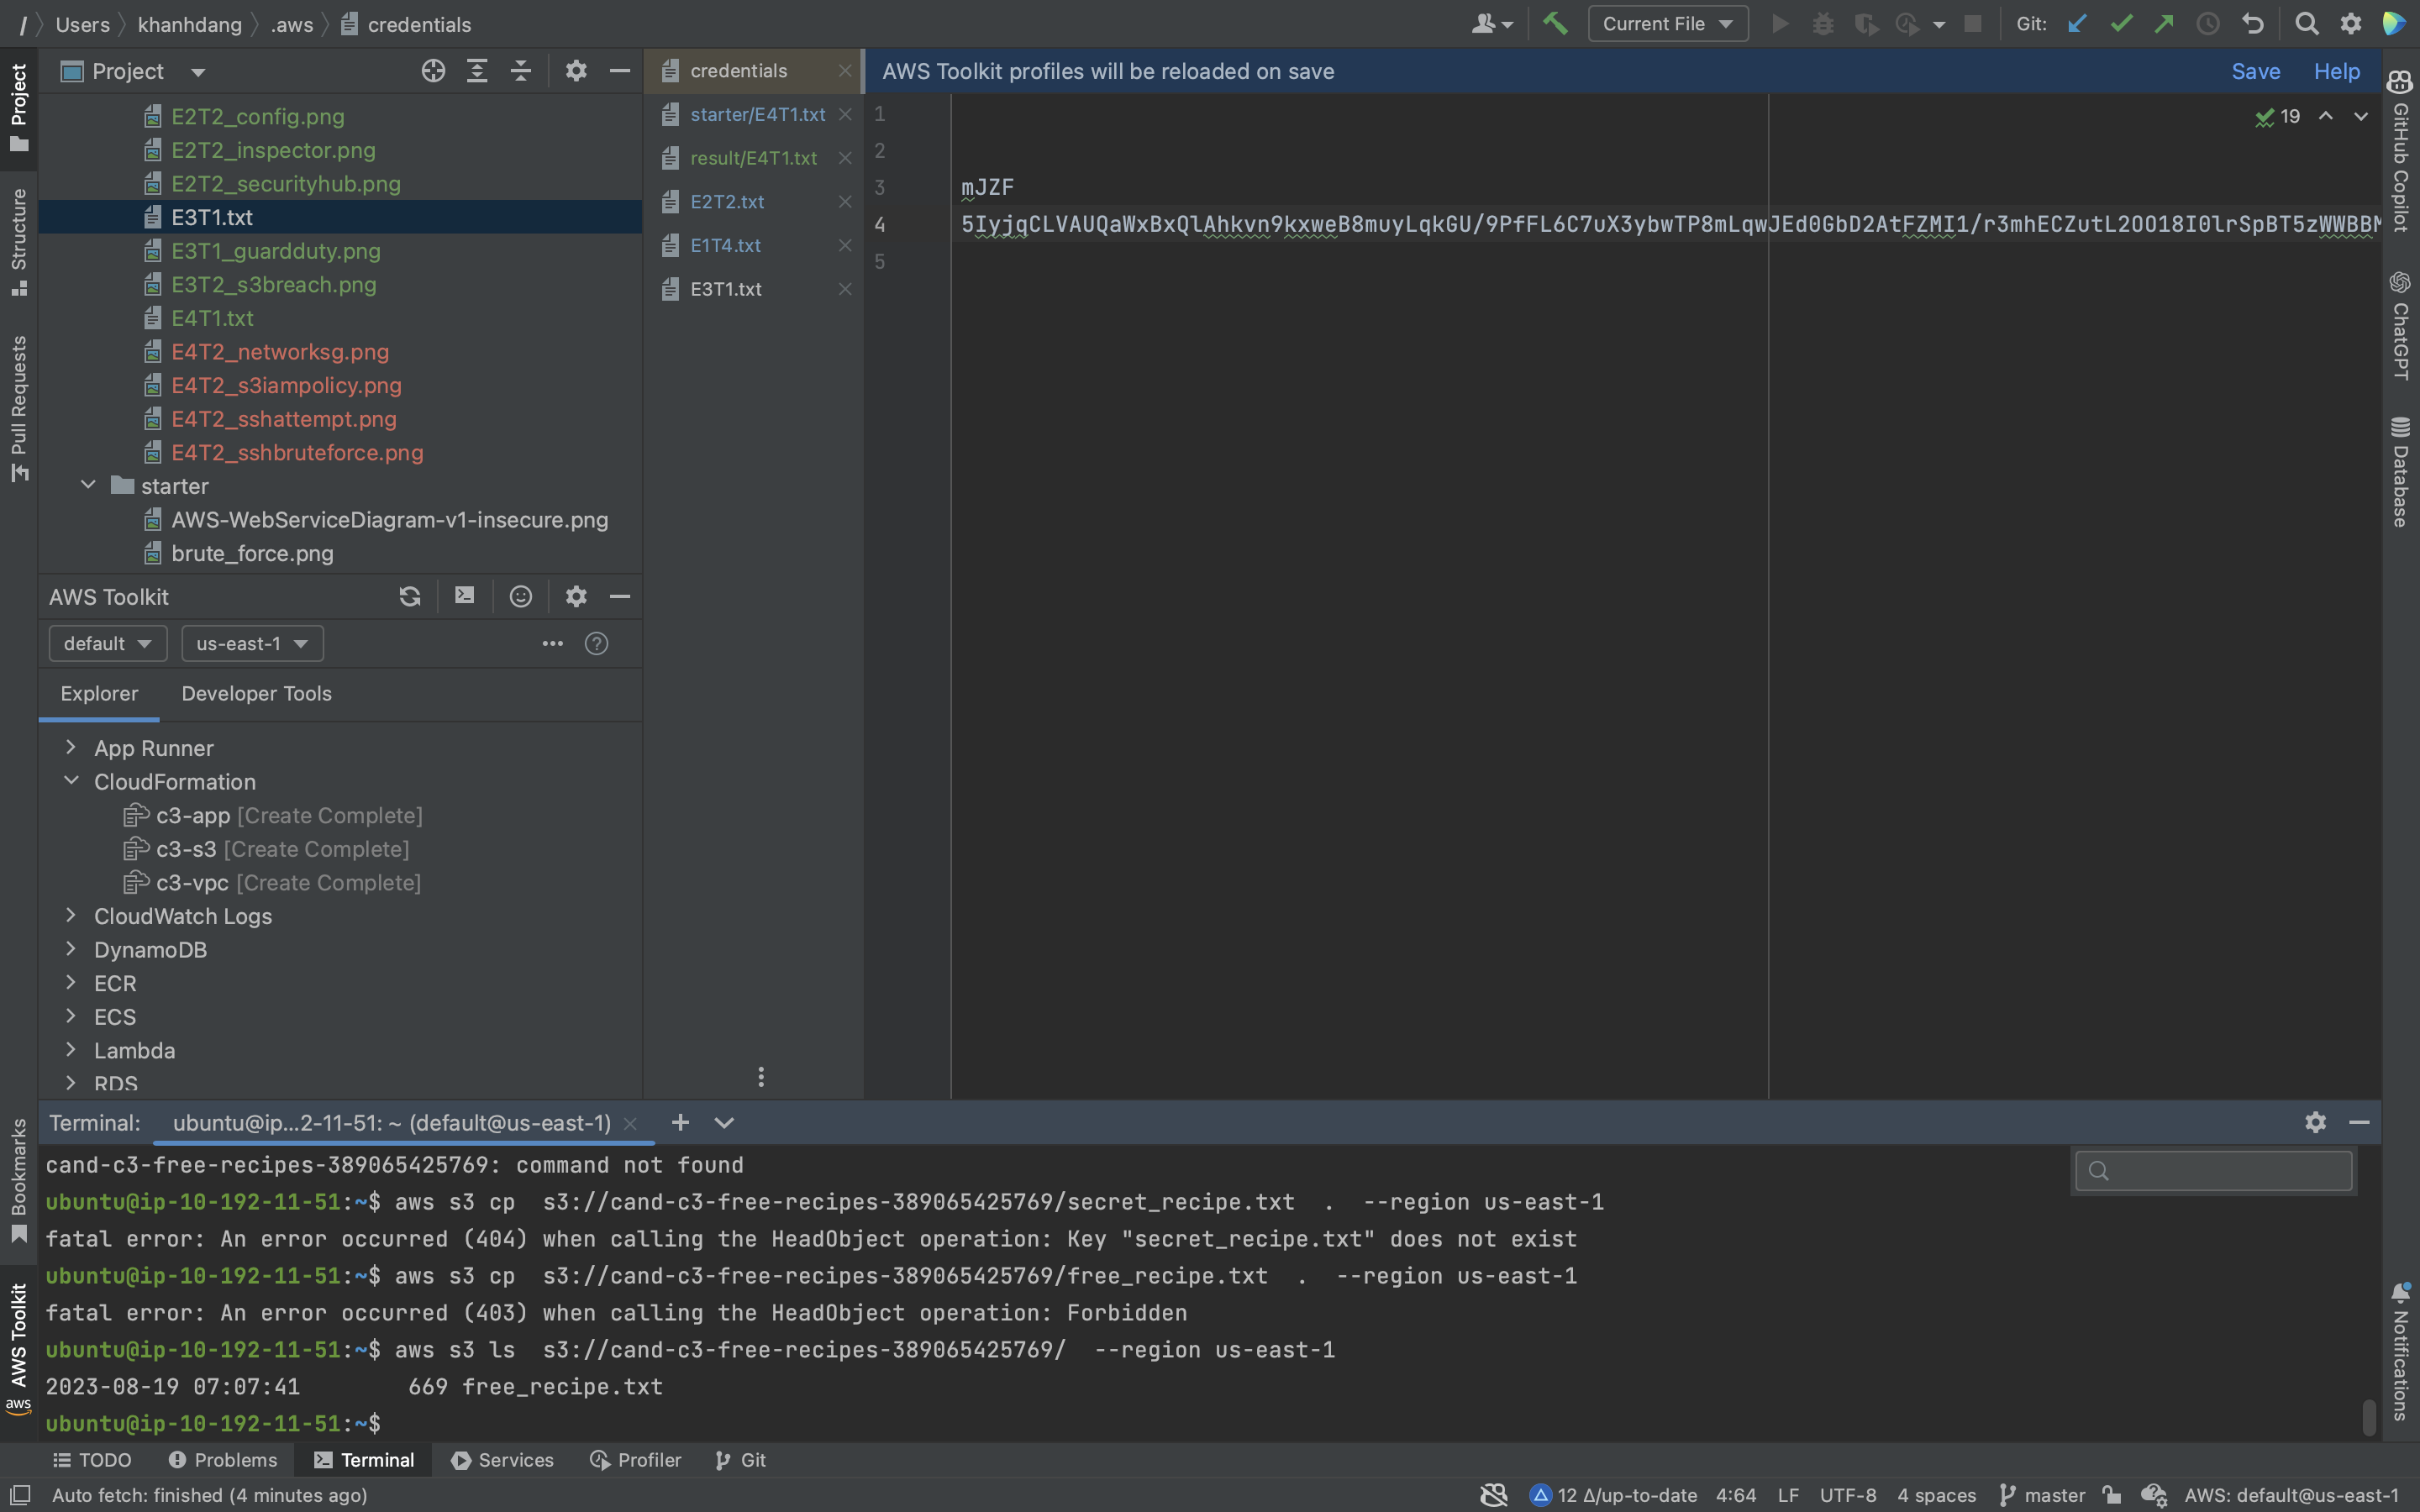 / Users khanhdang .aws credentials
Current File
Git:
Project
E2T2_config.png
E2T2_inspector.png
E2T2_securityhub.png
E3T1.txt
E3T1_guardduty.png
E3T2_s3breach.png
E4T1.txt
E4T2_networksg.png
E4T2_s3iampolicy.png
E4T2_sshattempt.png
E4T2_sshbruteforce.png
starter
AWS-WebServiceDiagram-v1-insecure.png
brute_force.png
AWS Toolkit
default
us-east-1
Explorer
Developer Tools
App Runner
CloudFormation
c3-app [Create Complete]
c3-s3 [Create Complete]
c3-vpc [Create Complete]
CloudWatch Logs
DynamoDB
ECR
ECS
Lambda
RDS
credentials
starter/E4T1.txt
result/E4T1.txt
E2T2.txt
E1T4.txt
E3T1.txt
AWS Toolkit profiles will be reloaded on save
Save
Help
19
1
2
3 mJZF
4
5
Terminal: ubuntu@ip...2-11-51: ~ (default@us-east-1)
cand-c3-free-recipes-389065425769: command not found
ubuntu@ip-10-192-11-51:~$ aws s3 cp  s3://cand-c3-free-recipes-389065425769/secret_recipe.txt  .  --region us-east-1
fatal error: An error occurred (404) when calling the HeadObject operation: Key "secret_recipe.txt" does not exist
ubuntu@ip-10-192-11-51:~$ aws s3 cp  s3://cand-c3-free-recipes-389065425769/free_recipe.txt  .  --region us-east-1
fatal error: An error occurred (403) when calling the HeadObject operation: Forbidden
ubuntu@ip-10-192-11-51:~$ aws s3 ls  s3://cand-c3-free-recipes-389065425769/  --region us-east-1
2023-08-19 07:07:41        669 free_recipe.txt
ubuntu@ip-10-192-11-51:~$
TODO
Problems
Terminal
Services
Profiler
Git
Auto fetch: finished (4 minutes ago)
12 Δ/up-to-date
4:64
LF
UTF-8
4 spaces
master
AWS: default@us-east-1
Project
Structure
Pull Requests
Bookmarks
AWS Toolkit
aws
GitHub Copilot
ChatGPT
Database
Notifications